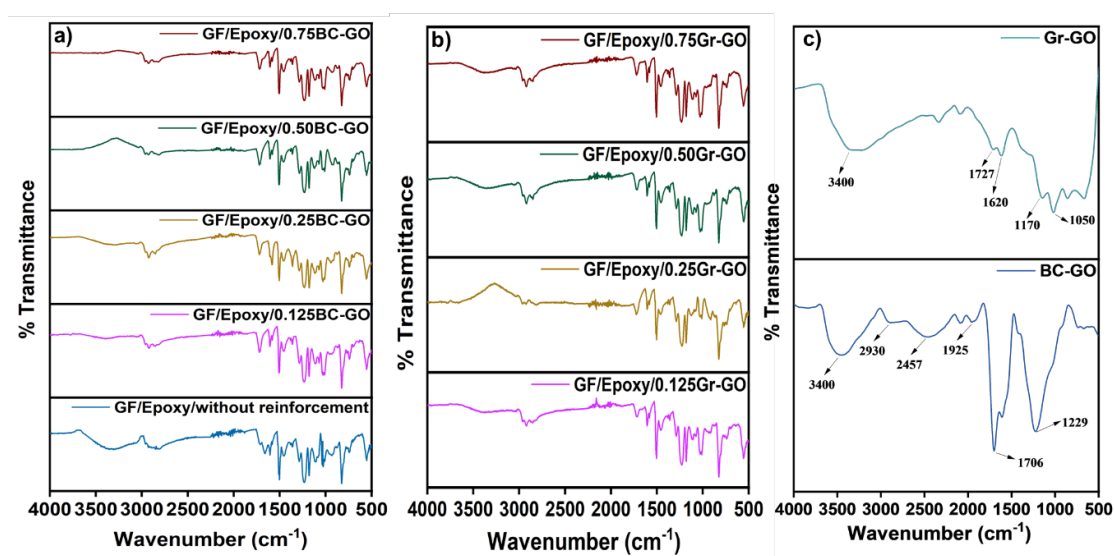 a)
GF/Epoxy/0.75BC-GO
GF/Epoxy/0.50BC-GO
GF/Epoxy/0.25BC-GO
GF/Epoxy/0.125BC-GO
GF/Epoxy/without reinforcement
% Transmittance
4000 3500 3000 2500 2000 1500 1000 500
Wavenumber (cm⁻¹)
b)
GF/Epoxy/0.75Gr-GO
GF/Epoxy/0.50Gr-GO
GF/Epoxy/0.25Gr-GO
GF/Epoxy/0.125Gr-GO
% Transmittance
4000 3500 3000 2500 2000 1500 1000 500
Wavenumber (cm⁻¹)
c)
Gr-GO
3400
1727
1620
1170
1050
BC-GO
3400
2930
2457
1925
1706
1229
% Transmittance
4000 3500 3000 2500 2000 1500 1000 500
Wavenumber (cm⁻¹)